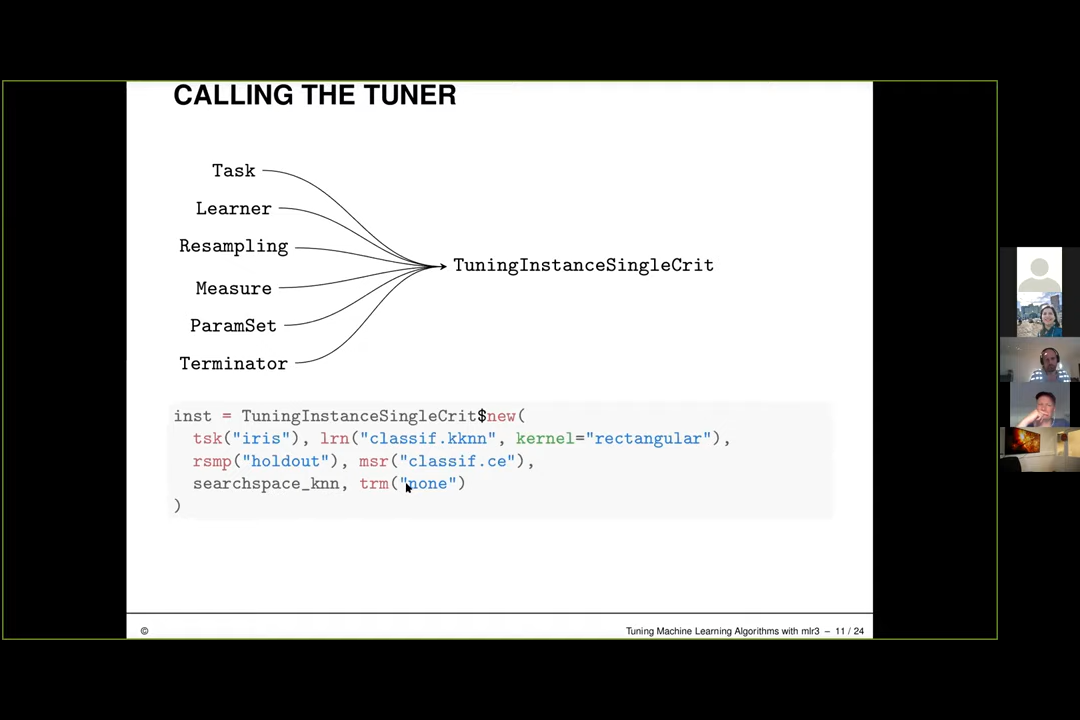 CALLING THE TUNER
Task
Learner
Resampling
Measure
ParamSet
Terminator
TuningInstanceSingleCrit
inst = TuningInstanceSingleCrit$new(
tsk("iris"), lrn("classif.kknn", kernel="rectangular"),
rsmp("holdout"), msr("classif.ce"),
searchspace_knn, trm("none")
)
© Tuning Machine Learning Algorithms with mlr3 – 11 / 24